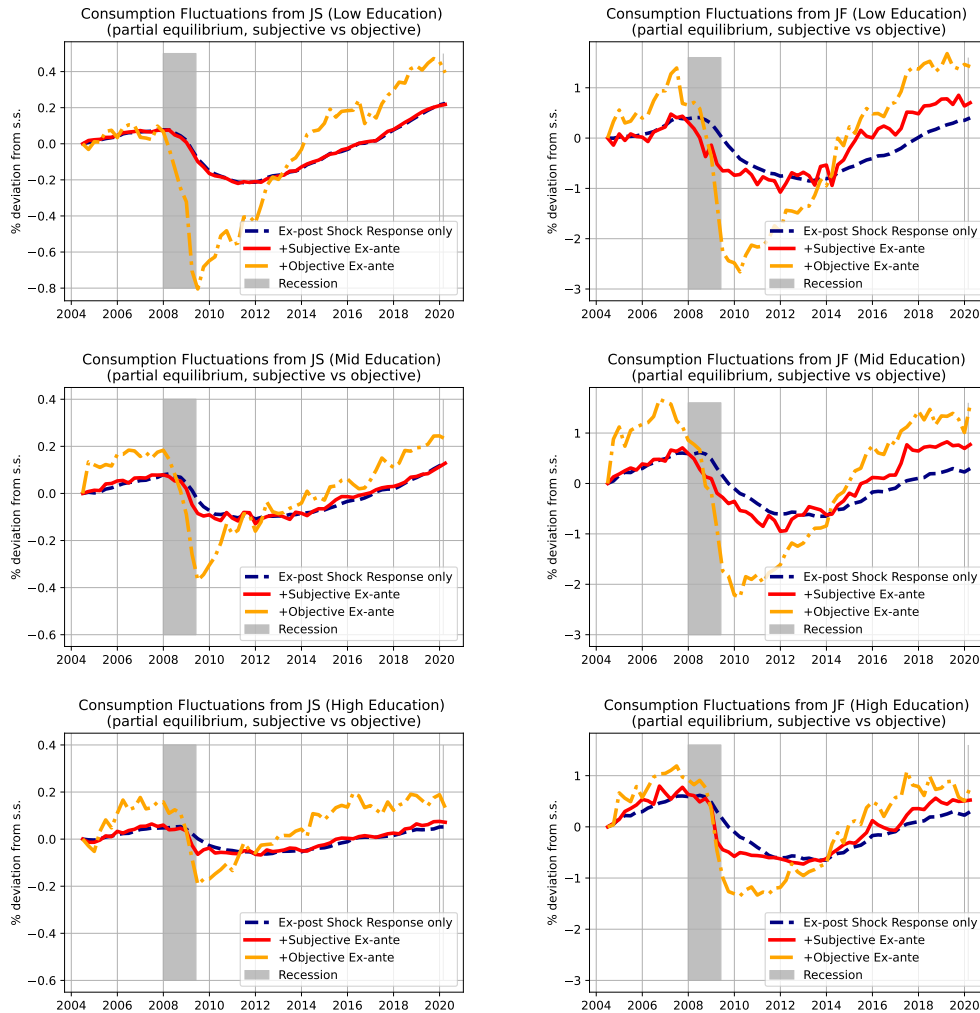 Consumption Fluctuations from JS (Low Education)
(partial equilibrium, subjective vs objective)
% deviation from s.s.
0.4
0.2
0.0
−0.2
−0.4
−0.6
−0.8
Ex-post Shock Response only
+Subjective Ex-ante
+Objective Ex-ante
Recession
2004 2006 2008 2010 2012 2014 2016 2018 2020
Consumption Fluctuations from JF (Low Education)
(partial equilibrium, subjective vs objective)
% deviation from s.s.
1
0
−1
−2
−3
Ex-post Shock Response only
+Subjective Ex-ante
+Objective Ex-ante
Recession
2004 2006 2008 2010 2012 2014 2016 2018 2020
Consumption Fluctuations from JS (Mid Education)
(partial equilibrium, subjective vs objective)
% deviation from s.s.
0.4
0.2
0.0
−0.2
−0.4
−0.6
Ex-post Shock Response only
+Subjective Ex-ante
+Objective Ex-ante
Recession
2004 2006 2008 2010 2012 2014 2016 2018 2020
Consumption Fluctuations from JF (Mid Education)
(partial equilibrium, subjective vs objective)
% deviation from s.s.
1
0
−1
−2
−3
Ex-post Shock Response only
+Subjective Ex-ante
+Objective Ex-ante
Recession
2004 2006 2008 2010 2012 2014 2016 2018 2020
Consumption Fluctuations from JS (High Education)
(partial equilibrium, subjective vs objective)
% deviation from s.s.
0.4
0.2
0.0
−0.2
−0.4
−0.6
Ex-post Shock Response only
+Subjective Ex-ante
+Objective Ex-ante
Recession
2004 2006 2008 2010 2012 2014 2016 2018 2020
Consumption Fluctuations from JF (High Education)
(partial equilibrium, subjective vs objective)
% deviation from s.s.
1
0
−1
−2
−3
Ex-post Shock Response only
+Subjective Ex-ante
+Objective Ex-ante
Recession
2004 2006 2008 2010 2012 2014 2016 2018 2020